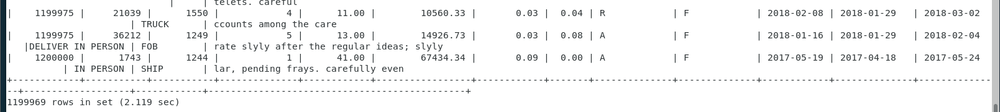 | | telets. careful
| 1199975 | 21039 | 1550 | 4 | 11.00 | 10560.33 | 0.03 | 0.04 | R | F | 2018-02-08 | 2018-01-29 | 2018-03-02
| TRUCK | ccounts among the care
| 1199975 | 36212 | 1249 | 5 | 13.00 | 14926.73 | 0.03 | 0.08 | A | F | 2018-01-16 | 2018-01-29 | 2018-02-04
|DELIVER IN PERSON | FOB | rate slyly after the regular ideas; slyly
| 1200000 | 1743 | 1244 | 1 | 41.00 | 67434.34 | 0.09 | 0.00 | A | F | 2017-05-19 | 2017-04-18 | 2017-05-24
| IN PERSON | SHIP | lar, pending frays. carefully even
+------------+-----------+-----------+--------------+------------+-----------------+------------+-------+--------------+--------------+------------+--------------+-------------
--+-------------------+------------+----------------------------------------------+
1199969 rows in set (2.119 sec)